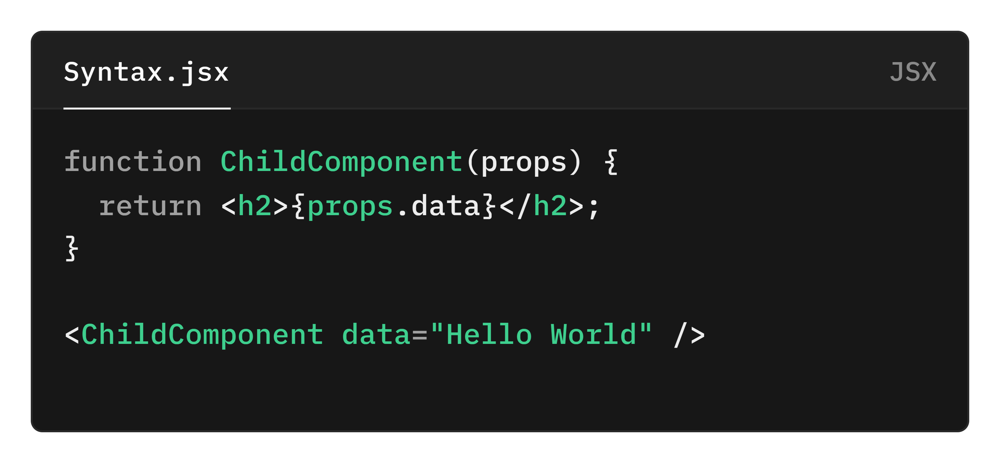 Syntax.jsx
JSX
function ChildComponent(props) {
  return <h2>{props.data}</h2>;
}

<ChildComponent data="Hello World" />